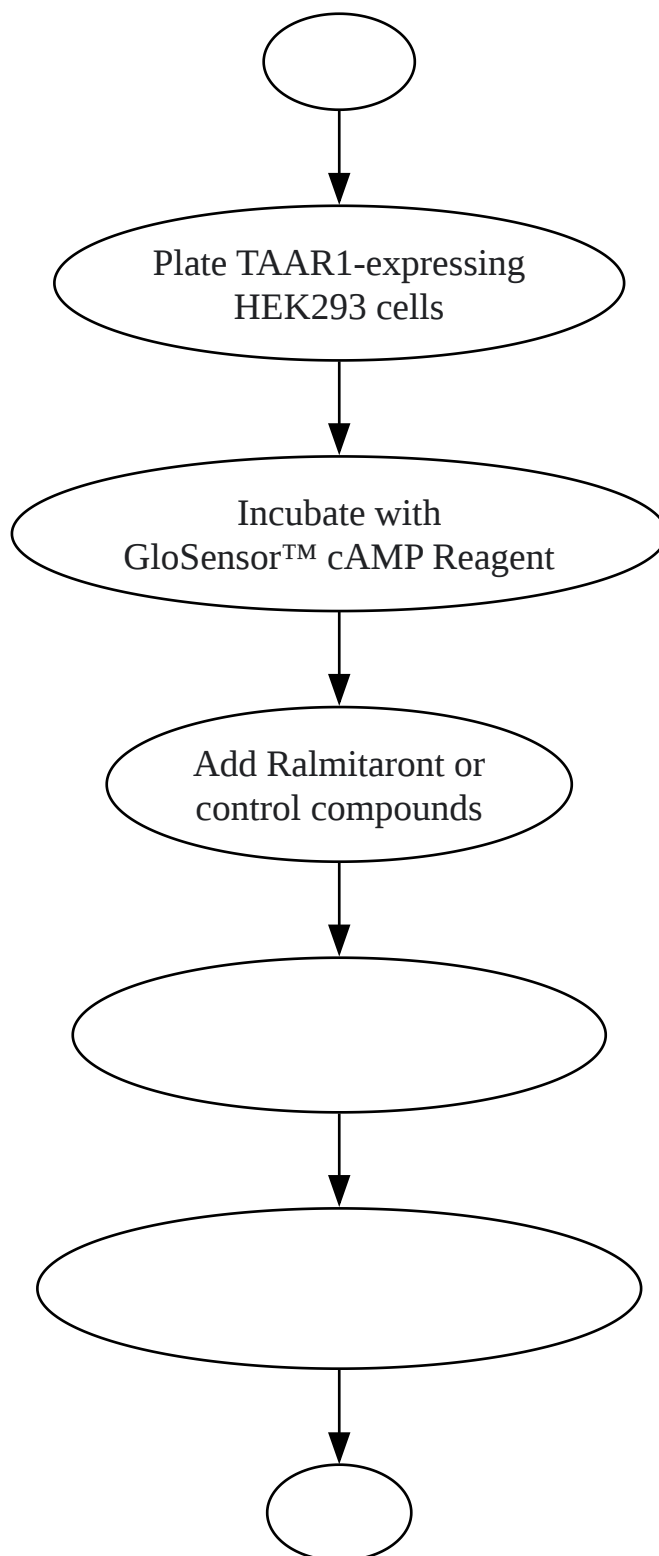 Plate TAAR1-expressing
HEK293 cells
Incubate with
GloSensor™ cAMP Reagent
Add Ralmitaront or
control compounds